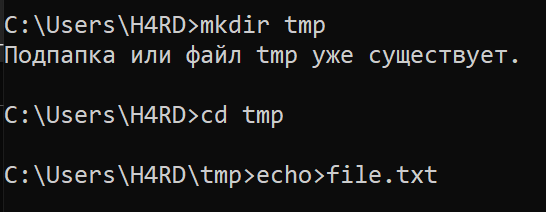 C:\Users\H4RD>mkdir tmp
Подпапка или файл tmp уже существует.
C:\Users\H4RD>cd tmp
C:\Users\H4RD\tmp>echo>file.txt